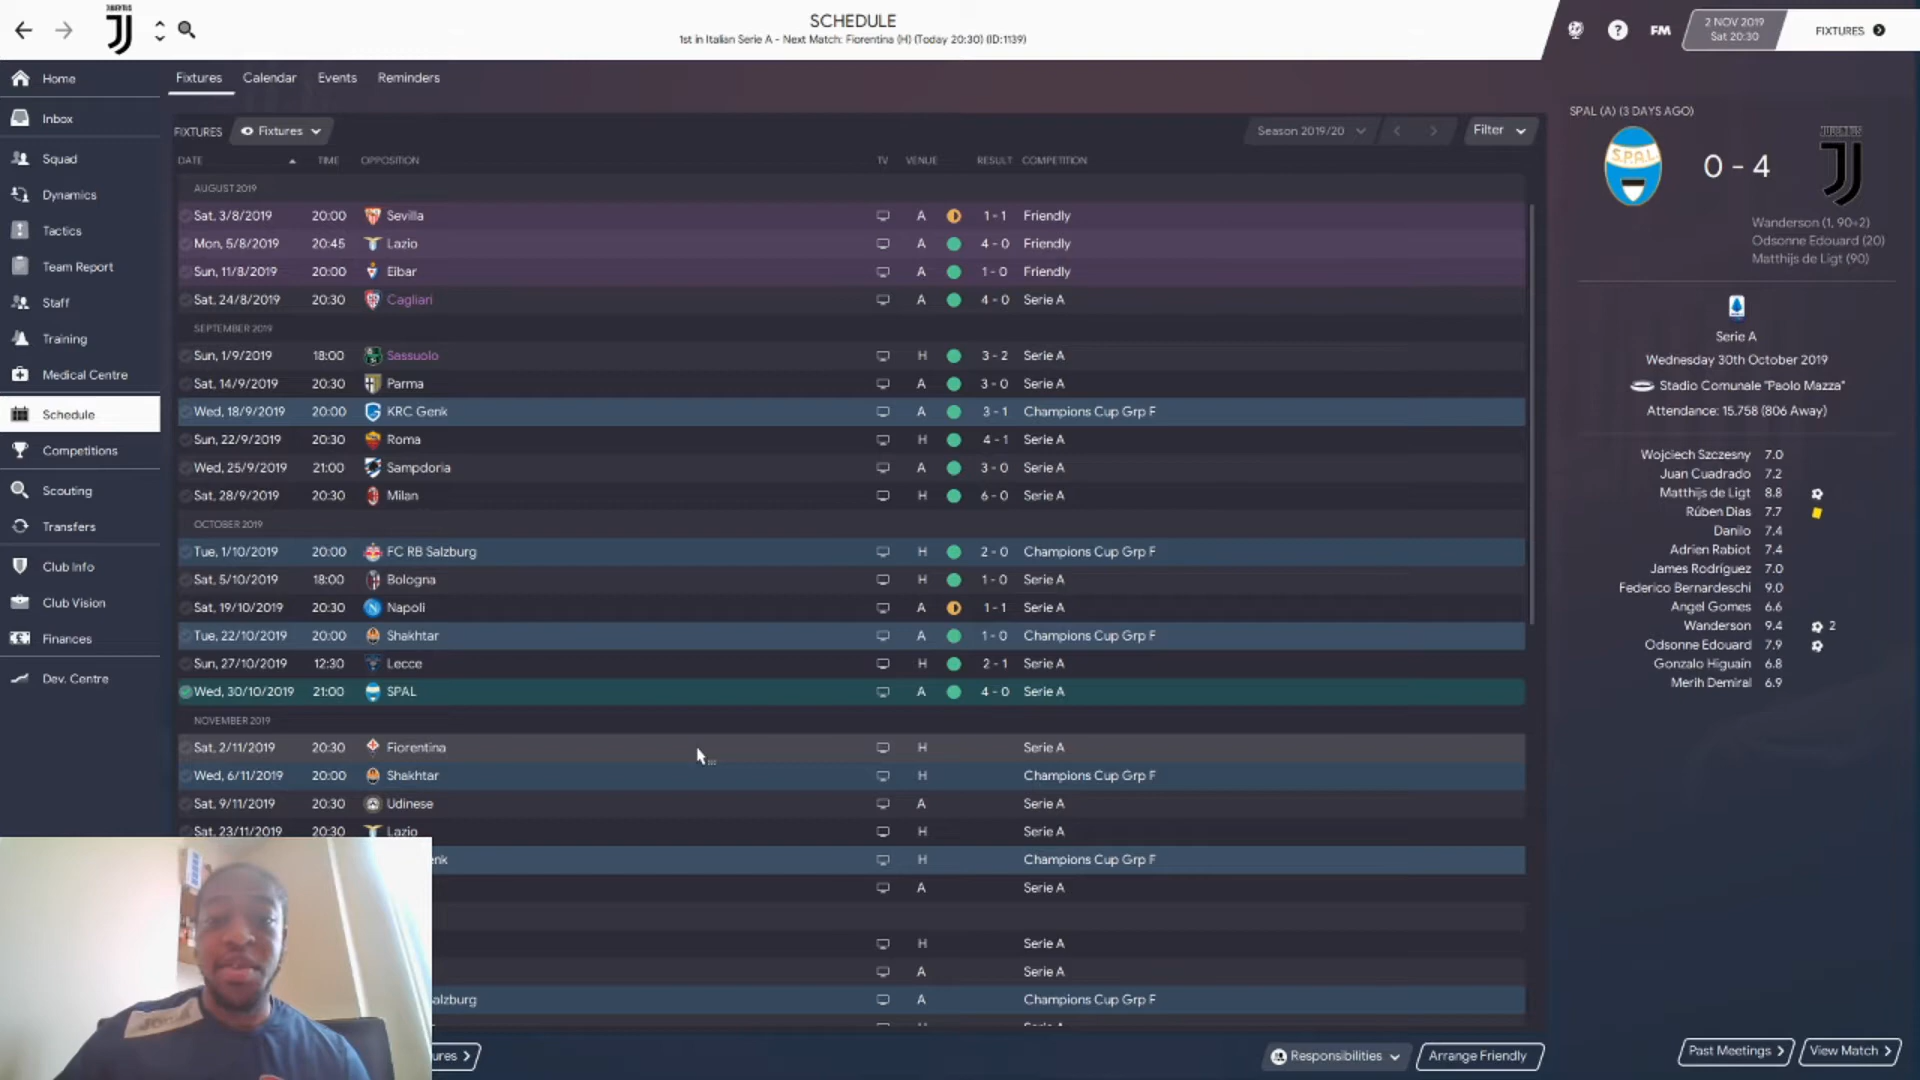 SCHEDULE
1st in Italian Serie A - Next Match: Fiorentina (H) (Today 20:30) (ID:1139)
FM
2 NOV 2019
Sat 20:30
FIXTURES
Home
Inbox
Squad
Dynamics
Tactics
Team Report
Staff
Training
Medical Centre
Schedule
Competitions
Scouting
Transfers
Club Info
Club Vision
Finances
Dev. Centre
Fixtures Calendar Events Reminders
FIXTURES Fixtures Season 2019/20 Filter
DATE TIME OPPOSITION TV VENUE RESULT COMPETITION
AUGUST 2019
Sat, 3/8/2019 20:00 Sevilla A 1 - 1 Friendly
Mon, 5/8/2019 20:45 Lazio A 4 - 0 Friendly
Sun, 11/8/2019 20:00 Eibar A 1 - 0 Friendly
Sat, 24/8/2019 20:30 Cagliari A 4 - 0 Serie A
SEPTEMBER 2019
Sun, 1/9/2019 18:00 Sassuolo H 3 - 2 Serie A
Sat, 14/9/2019 20:30 Parma A 3 - 0 Serie A
Wed, 18/9/2019 20:00 KRC Genk A 3 - 1 Champions Cup Grp F
Sun, 22/9/2019 20:30 Roma H 4 - 1 Serie A
Wed, 25/9/2019 21:00 Sampdoria A 3 - 0 Serie A
Sat, 28/9/2019 20:30 Milan H 6 - 0 Serie A
OCTOBER 2019
Tue, 1/10/2019 20:00 FC RB Salzburg H 2 - 0 Champions Cup Grp F
Sat, 5/10/2019 18:00 Bologna H 1 - 0 Serie A
Sat, 19/10/2019 20:30 Napoli A 1 - 1 Serie A
Tue, 22/10/2019 20:00 Shakhtar A 1 - 0 Champions Cup Grp F
Sun, 27/10/2019 12:30 Lecce H 2 - 1 Serie A
Wed, 30/10/2019 21:00 SPAL A 4 - 0 Serie A
NOVEMBER 2019
Sat, 2/11/2019 20:30 Fiorentina H Serie A
Wed, 6/11/2019 20:00 Shakhtar H Champions Cup Grp F
Sat, 9/11/2019 20:30 Udinese A Serie A
Sat, 23/11/2019 20:30 Lazio H Serie A
enk H Champions Cup Grp F
A Serie A
H Serie A
A Serie A
alzburg A Champions Cup Grp F
ures
Responsibilities
Arrange Friendly
SPAL (A) (3 DAYS AGO)
S.P.A.L.
JUVENTUS
0 - 4
Wanderson (1, 90+2)
Odsonne Edouard (20)
Matthijs de Ligt (90)
Serie A
Wednesday 30th October 2019
Stadio Comunale "Paolo Mazza"
Attendance: 15.758 (806 Away)
Wojciech Szczesny 7.0
Juan Cuadrado 7.2
Matthijs de Ligt 8.8
Rúben Dias 7.7
Danilo 7.4
Adrien Rabiot 7.4
James Rodríguez 7.0
Federico Bernardeschi 9.0
Angel Gomes 6.6
Wanderson 9.4 2
Odsonne Edouard 7.9
Gonzalo Higuaín 6.8
Merih Demiral 6.9
Past Meetings
View Match